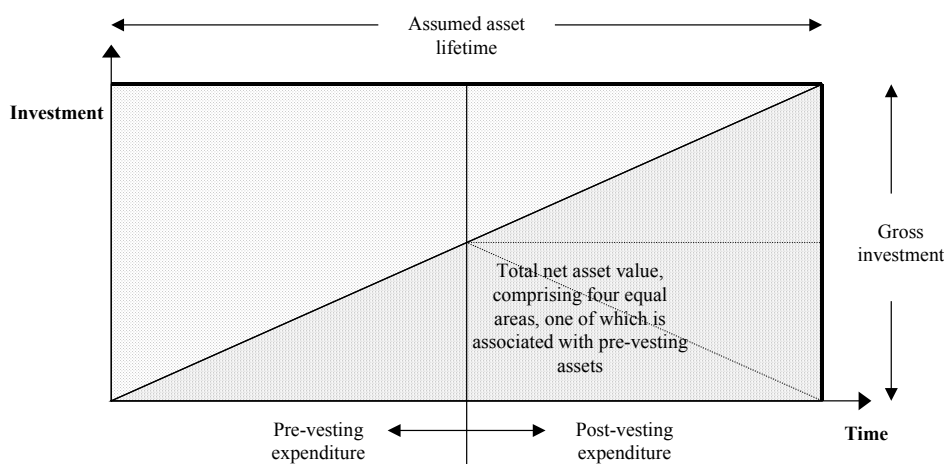 Assumed asset
lifetime
Investment
Gross
investment
Total net asset value,
comprising four equal
areas, one of which is
associated with pre-vesting
assets
Pre-vesting
expenditure
Post-vesting
expenditure
Time